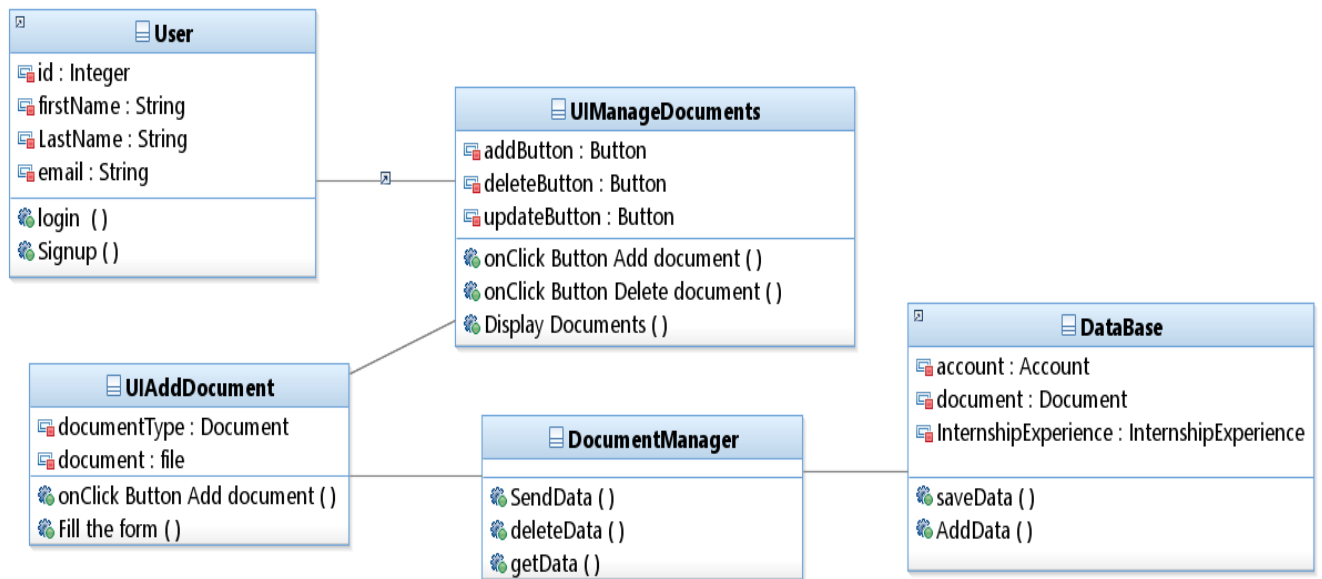 User
id : Integer
firstName : String
LastName : String
email : String
login ()
Signup ( )
UIManageDocuments
addButton : Button
deleteButton : Button
updateButton : Button
onClick Button Add document ( )
onClick Button Delete document ( )
Display Documents ( )
UIAddDocument
documentType : Document
document : file
onClick Button Add document ( )
Fill the form ( )
DocumentManager
SendData ( )
deleteData ( )
getData ( )
DataBase
account : Account
document : Document
InternshipExperience : InternshipExperience
saveData ( )
AddData ( )